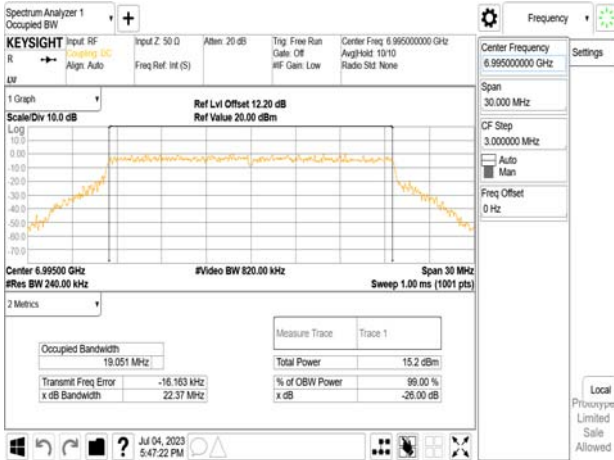 Spectrum Analyzer 1
Occupied BW
Frequency
KEYSIGHT
R
Input: RF
Coupling: DC
Align: Auto
Input Z: 50 Ω
Freq Ref: Int (S)
Atten: 20 dB
Trig: Free Run
Gate: Off
#IF Gain: Low
Center Freq: 6.995000000 GHz
Avg|Hold: 10/10
Radio Std: None
1 Graph
Scale/Div 10.0 dB
Ref Lvl Offset 12.20 dB
Ref Value 20.00 dBm
Log
10.0
0.00
-10.0
-20.0
-30.0
-40.0
-50.0
-60.0
-70.0
Center 6.99500 GHz
#Res BW 240.00 kHz
#Video BW 820.00 kHz
Span 30 MHz
Sweep 1.00 ms (1001 pts)
2 Metrics
Measure Trace
Trace 1
Occupied Bandwidth
19.051 MHz
Total Power
15.2 dBm
Transmit Freq Error
-16.163 kHz
% of OBW Power
99.00 %
x dB Bandwidth
22.37 MHz
x dB
-26.00 dB
Center Frequency
6.995000000 GHz
Settings
Span
30.000 MHz
CF Step
3.000000 MHz
Auto
Man
Freq Offset
0 Hz
Local
Prototype
Limited
Sale
Allowed
?
Jul 04, 2023
5:47:22 PM